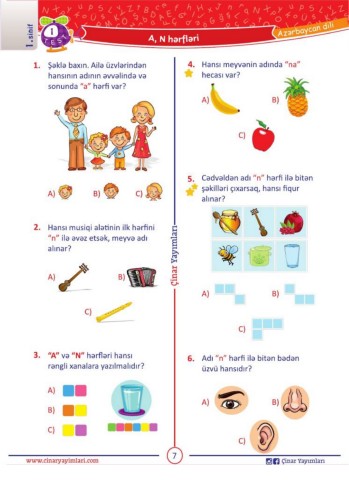 1.sinif
1
TEST
A, N hərfləri
Azərbaycan dili
1. Şəklə baxın. Ailə üzvlərindən
hansının adının əvvəlində və
sonunda “a” hərfi var?
A)
B)
C)
2. Hansı musiqi alətinin ilk hərfini
“n” ilə əvəz etsək, meyvə adı
alınar?
A)
B)
C)
3. “A” və “N” hərfləri hansı
rəngli xanalara yazılmalıdır?
A)
B)
C)
Çinar Yayımları
4. Hansı meyvənin adında “na”
hecası var?
A)
B)
C)
5. Cədvəldən adı “n” hərfi ilə bitən
şəkilləri çıxarsaq, hansı fiqur
alınar?
A)
B)
C)
6. Adı “n” hərfi ilə bitən bədən
üzvü hansıdır?
A)
B)
C)
www.cinaryayimlari.com
7
Çinar Yayımları